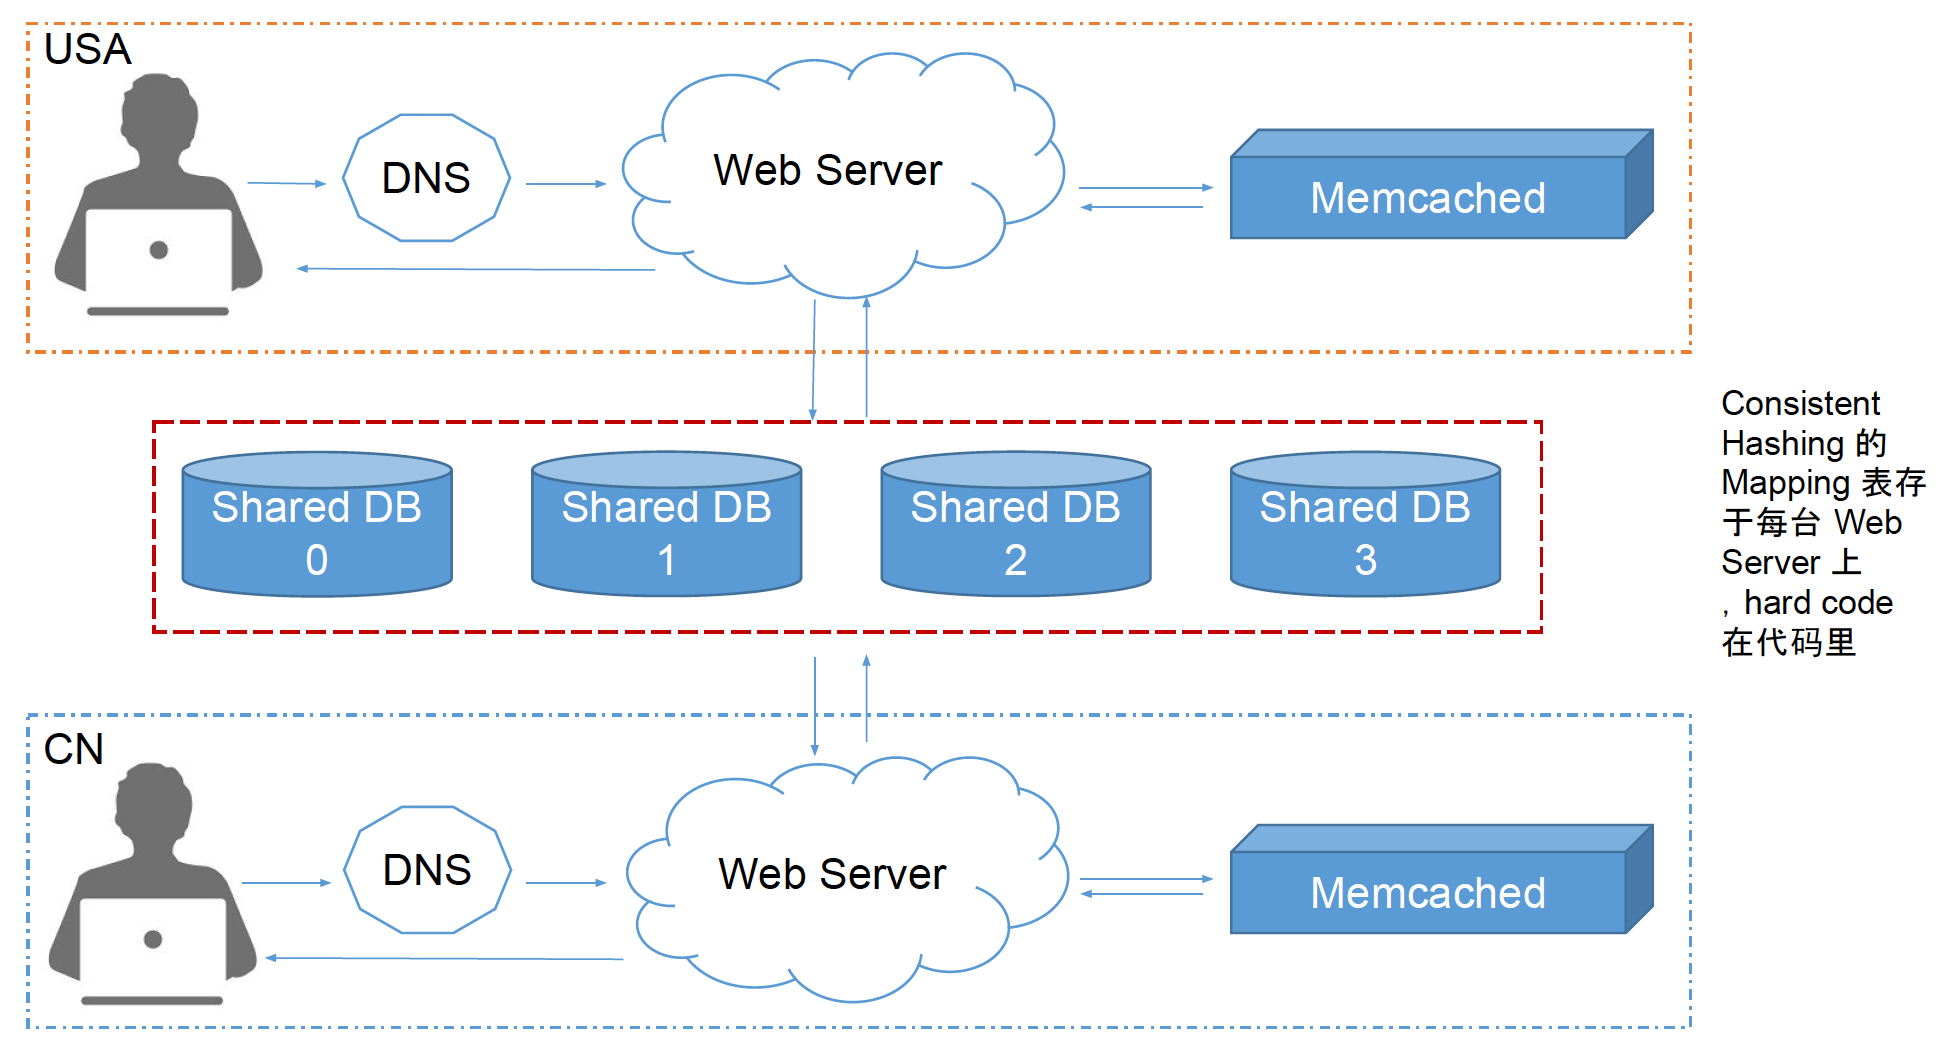 USA
DNS
Web Server
Memcached
Shared DB
0
Shared DB
1
Shared DB
2
Shared DB
3
Consistent
Hashing 的
Mapping 表存
于每台 Web
Server 上
，hard code
在代码里
CN
DNS
Web Server
Memcached